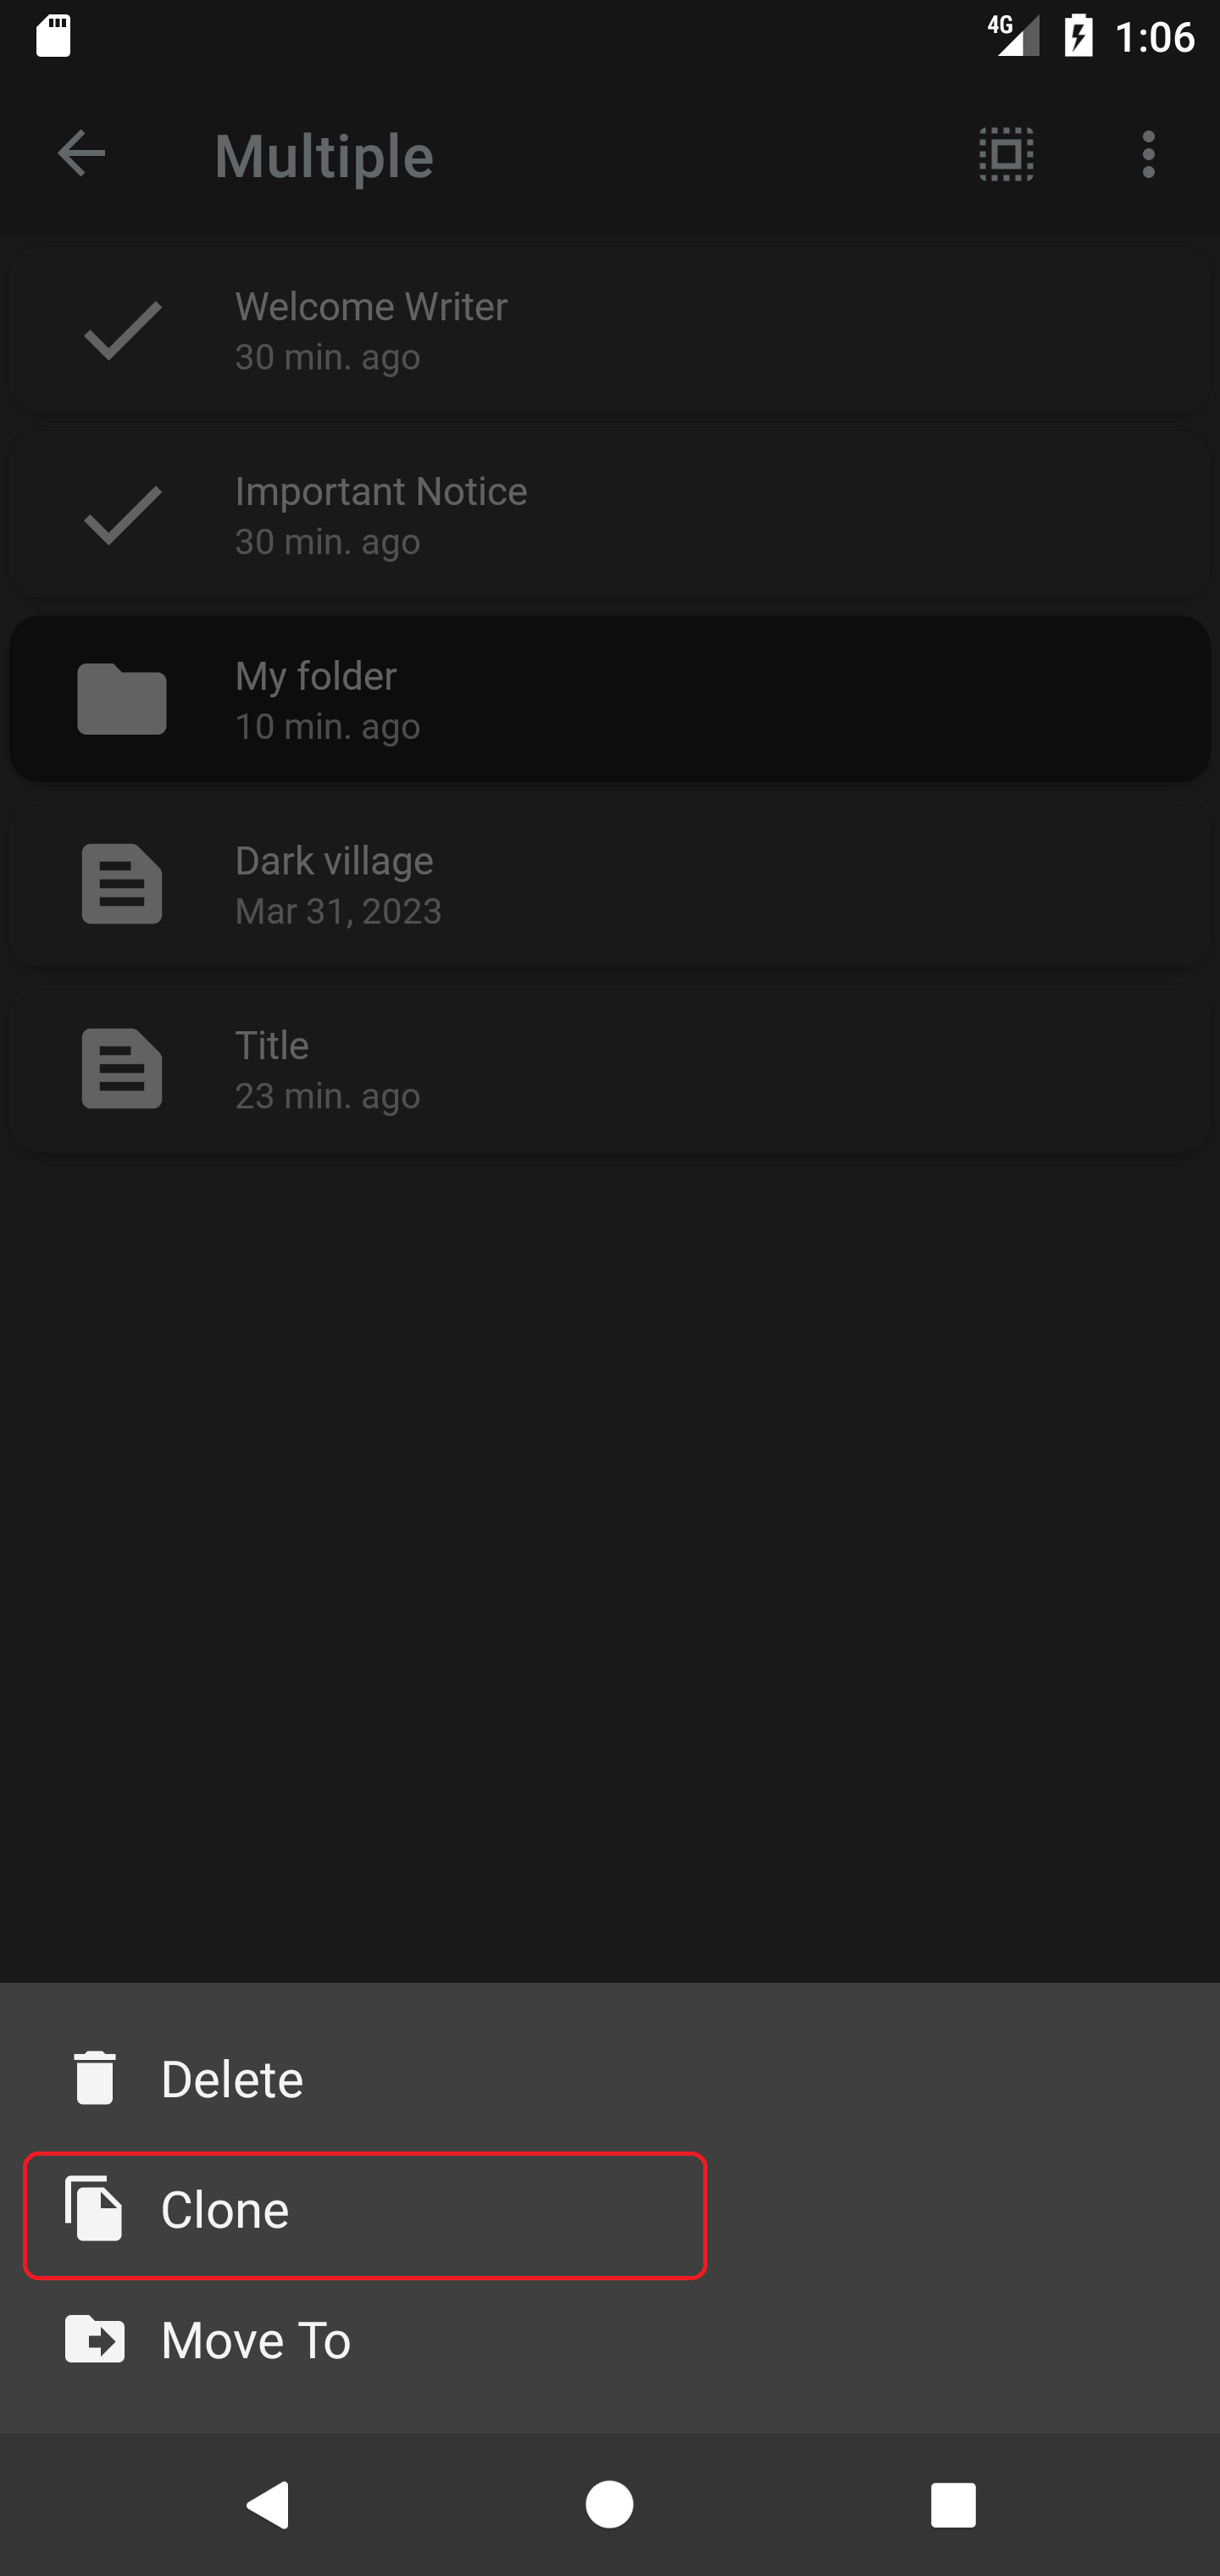 4G 1:06
Multiple
Welcome Writer
30 min. ago
Important Notice
30 min. ago
My folder
10 min. ago
Dark village
Mar 31, 2023
Title
23 min. ago
Delete
Clone
Move To